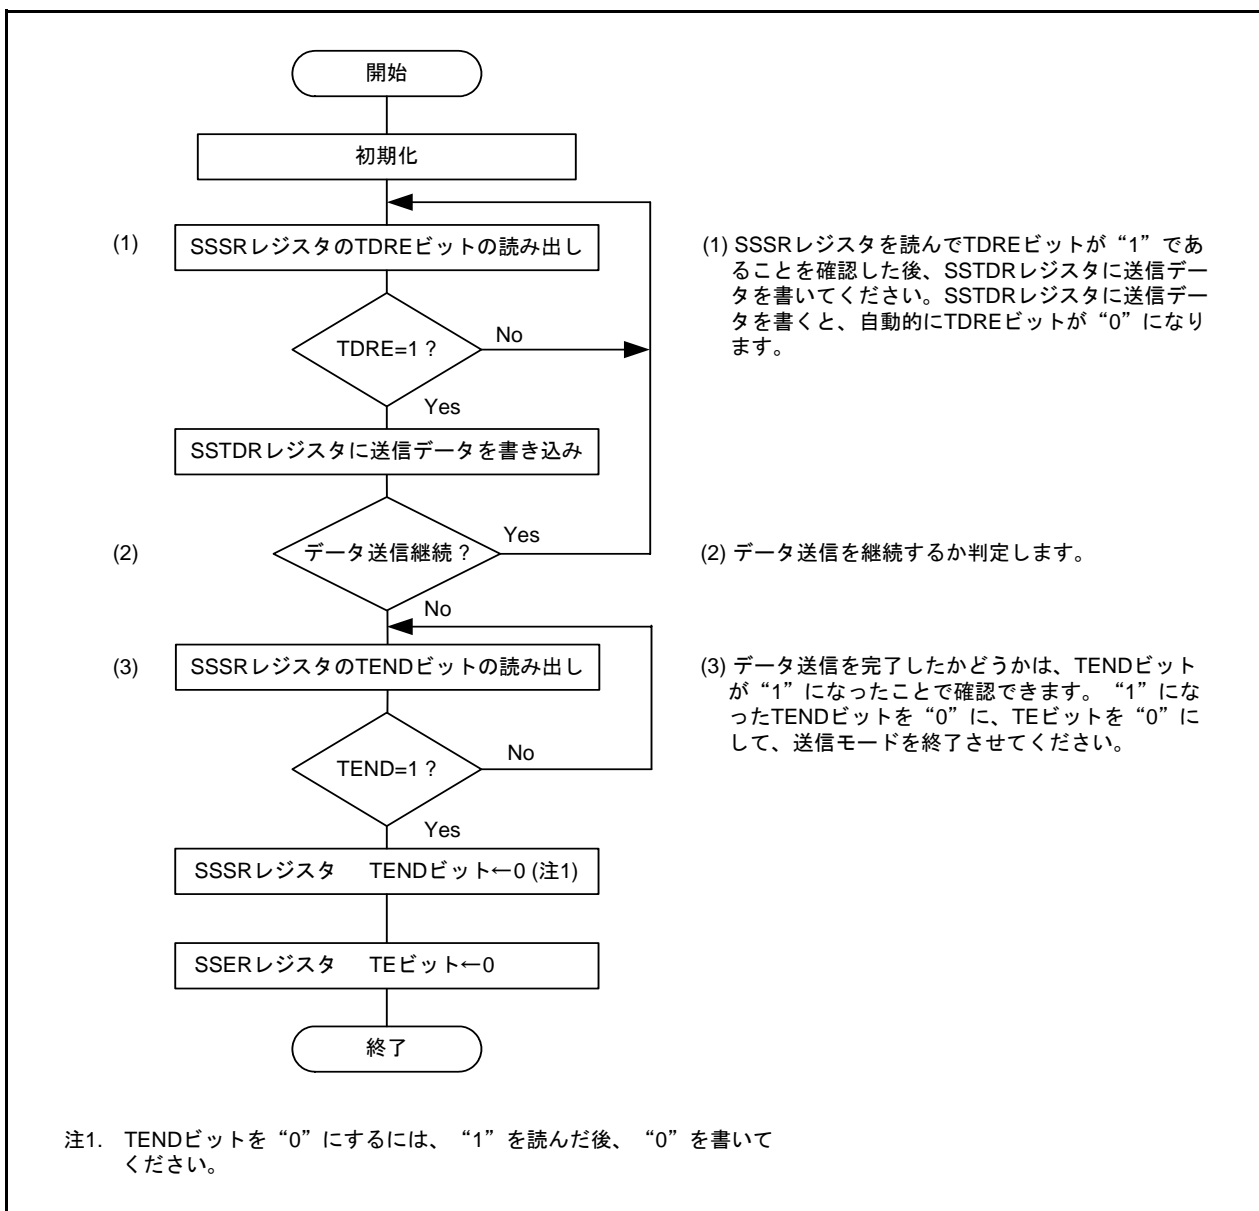 開始
初期化
(1)
SSSRレジスタのTDREビットの読み出し
(1) SSSRレジスタを読んでTDREビットが“1”であ
ることを確認した後、SSTDRレジスタに送信デー
タを書いてください。SSTDRレジスタに送信デー
タを書くと、自動的にTDREビットが“0”になり
ます。
TDRE=1 ?
No
Yes
SSTDRレジスタに送信データを書き込み
(2)
データ送信継続 ?
Yes
(2) データ送信を継続するか判定します。
No
(3)
SSSRレジスタのTENDビットの読み出し
(3) データ送信を完了したかどうかは、TENDビット
が“1”になったことで確認できます。“1”にな
ったTENDビットを“0”に、TEビットを“0”に
して、送信モードを終了させてください。
TEND=1 ?
No
Yes
SSSRレジスタ TENDビット←0 (注1)
SSERレジスタ TEビット←0
終了
注1. TENDビットを“0”にするには、“1”を読んだ後、“0”を書いて
ください。